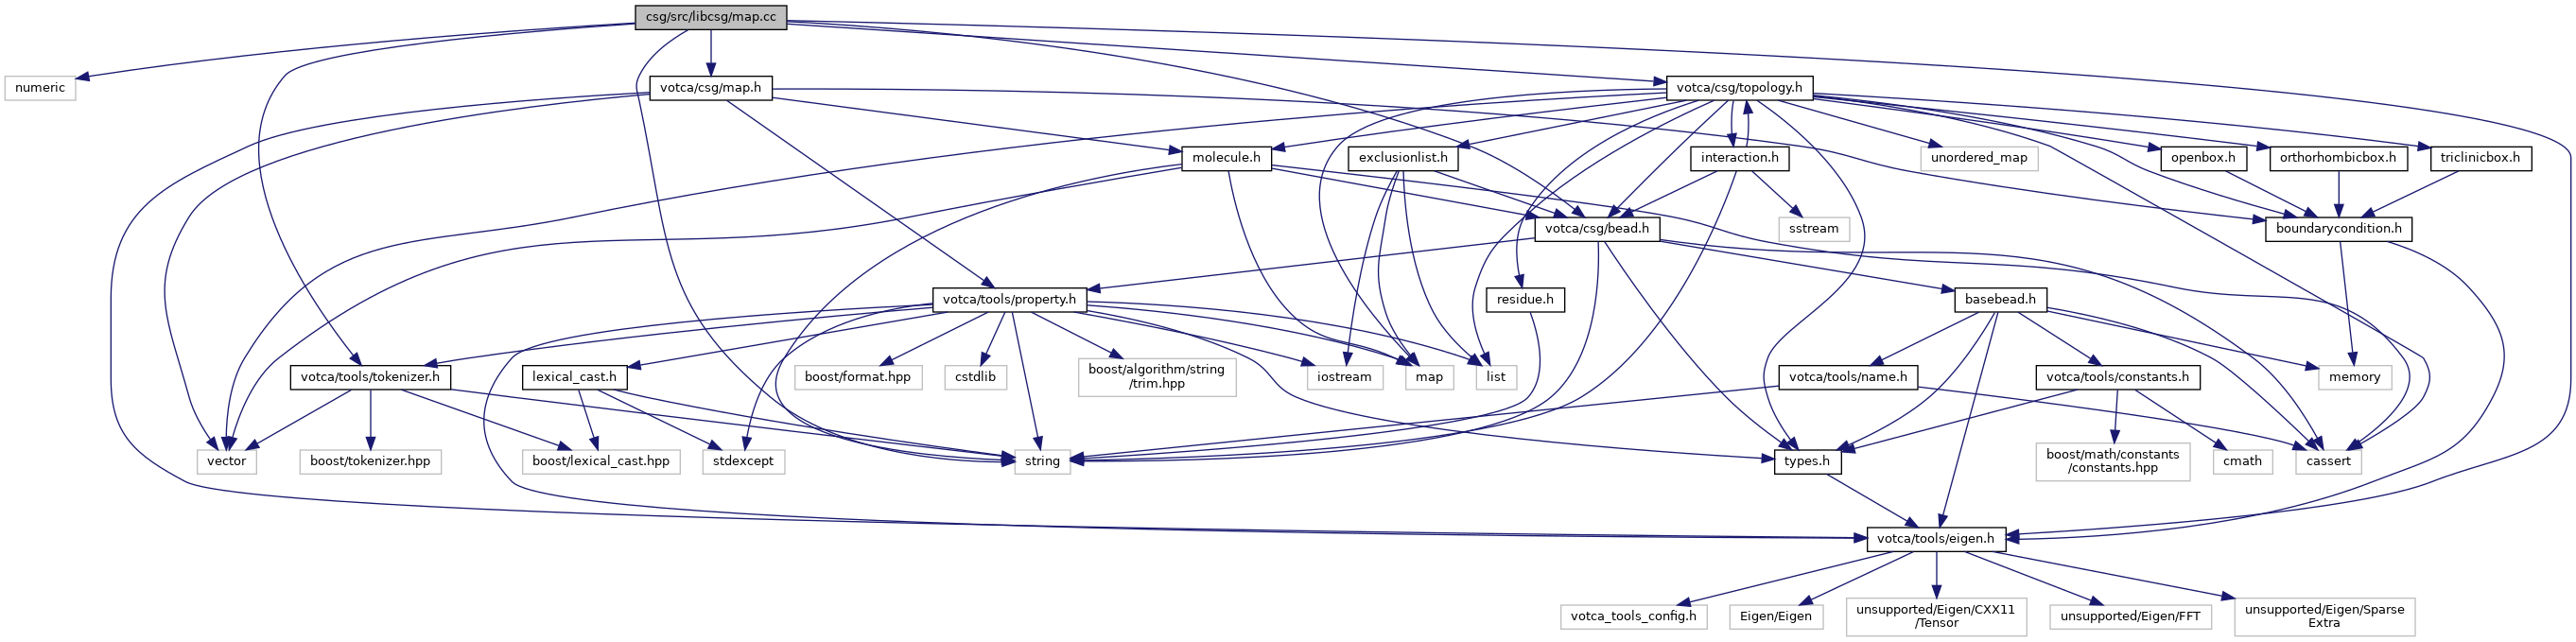 csg/src/libcsg/map.cc
numeric
votca/csg/map.h
votca/csg/topology.h
molecule.h
exclusionlist.h
interaction.h
unordered_map
openbox.h
orthorhombicbox.h
triclinicbox.h
votca/csg/bead.h
sstream
boundarycondition.h
votca/tools/property.h
residue.h
basebead.h
votca/tools/tokenizer.h
lexical_cast.h
boost/format.hpp
cstdlib
boost/algorithm/string
/trim.hpp
iostream
map
list
votca/tools/name.h
votca/tools/constants.h
memory
vector
boost/tokenizer.hpp
boost/lexical_cast.hpp
stdexcept
string
types.h
boost/math/constants
/constants.hpp
cmath
cassert
votca/tools/eigen.h
votca_tools_config.h
Eigen/Eigen
unsupported/Eigen/CXX11
/Tensor
unsupported/Eigen/FFT
unsupported/Eigen/Sparse
Extra